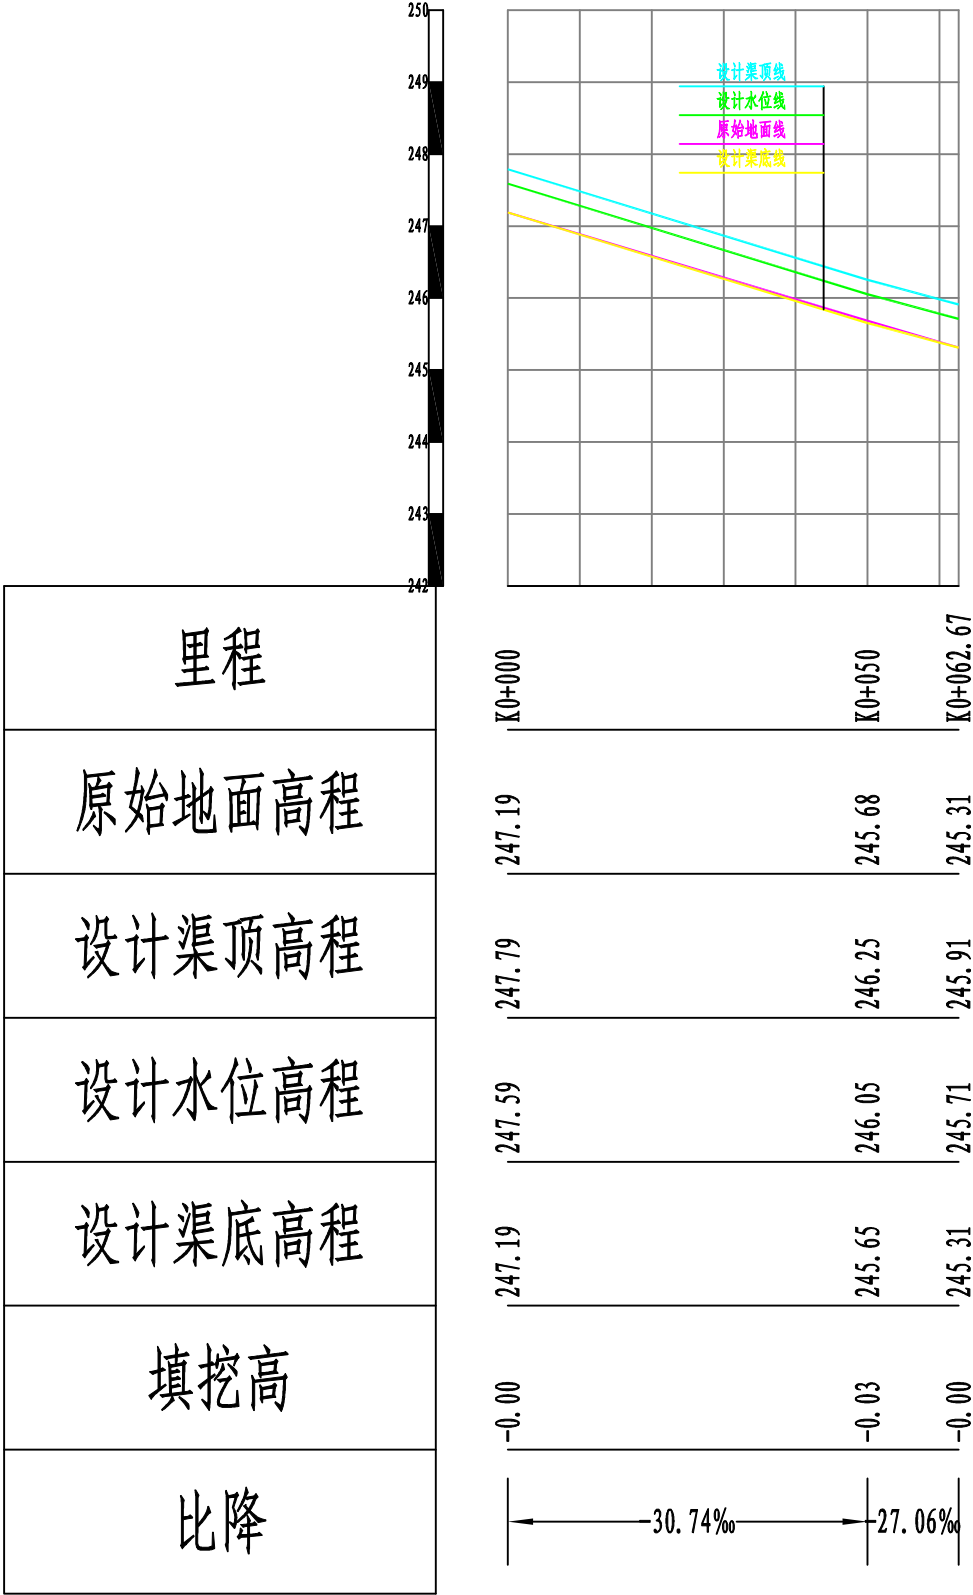 250
249
248
247
246
245
244
243
242
设计渠顶线
设计水位线
原始地面线
设计渠底线
里程 K0+000 K0+050 K0+062.67
原始地面高程 247.19 245.68 245.31
设计渠顶高程 247.79 246.25 245.91
设计水位高程 247.59 246.05 245.71
设计渠底高程 247.19 245.65 245.31
填挖高 -0.00 -0.03 -0.00
比降 -30.74‰ -27.06‰